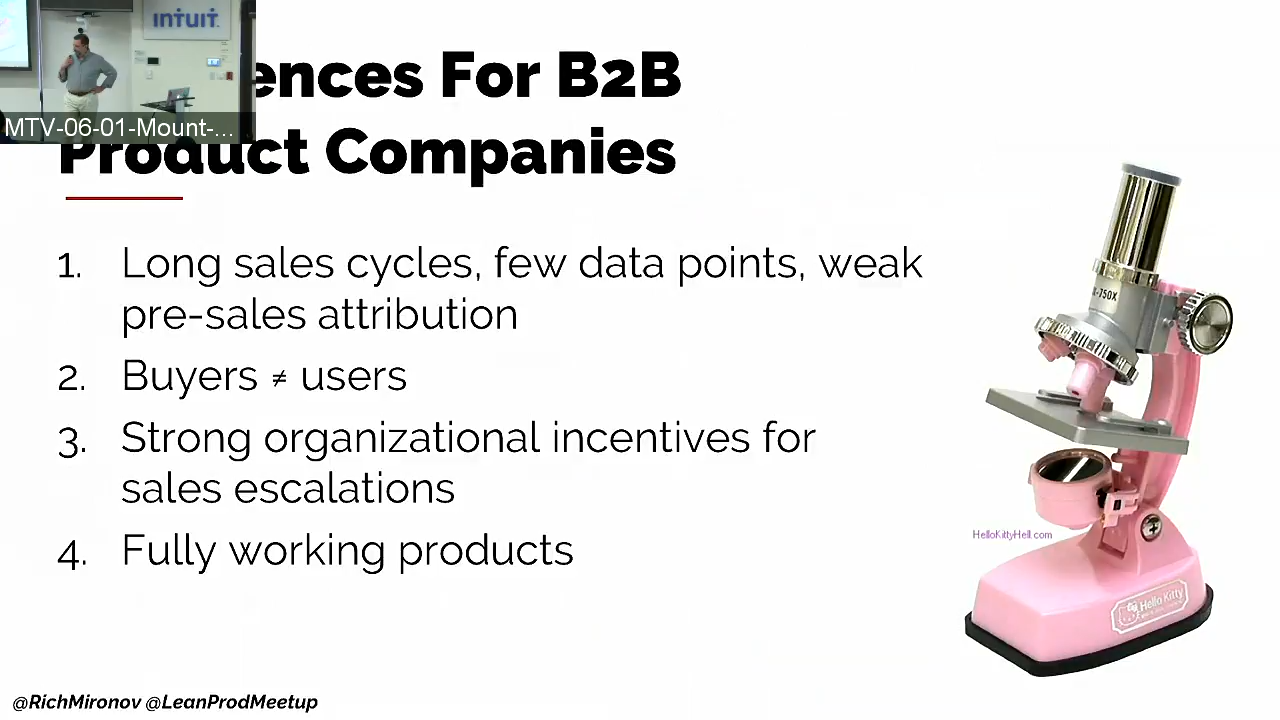 INTUIT.
MTV-06-01-Mount-...
ences For B2B
Product Companies
1. Long sales cycles, few data points, weak
pre-sales attribution
2. Buyers ≠ users
3. Strong organizational incentives for
sales escalations
4. Fully working products
-750X
HelloKittyHell.com
Hello Kitty
@RichMironov @LeanProdMeetup